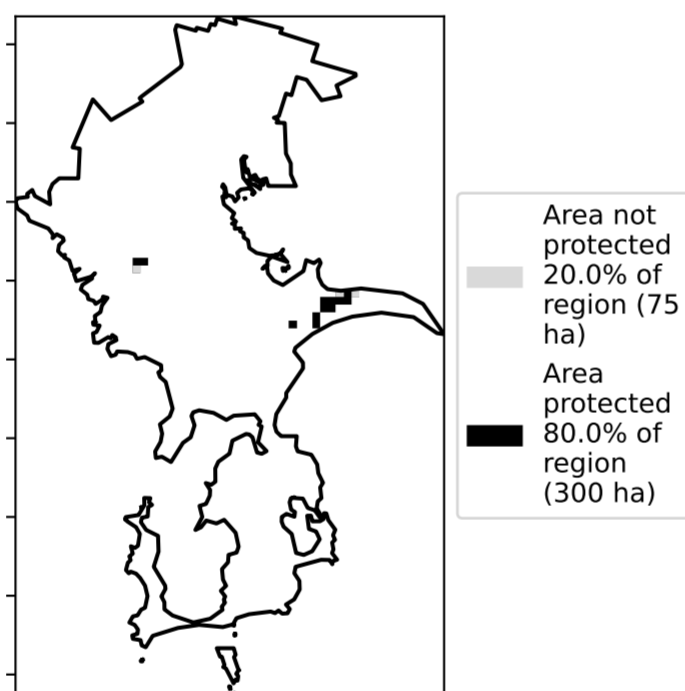 Area not
protected
20.0% of
region (75
ha)
Area
protected
80.0% of
region
(300 ha)